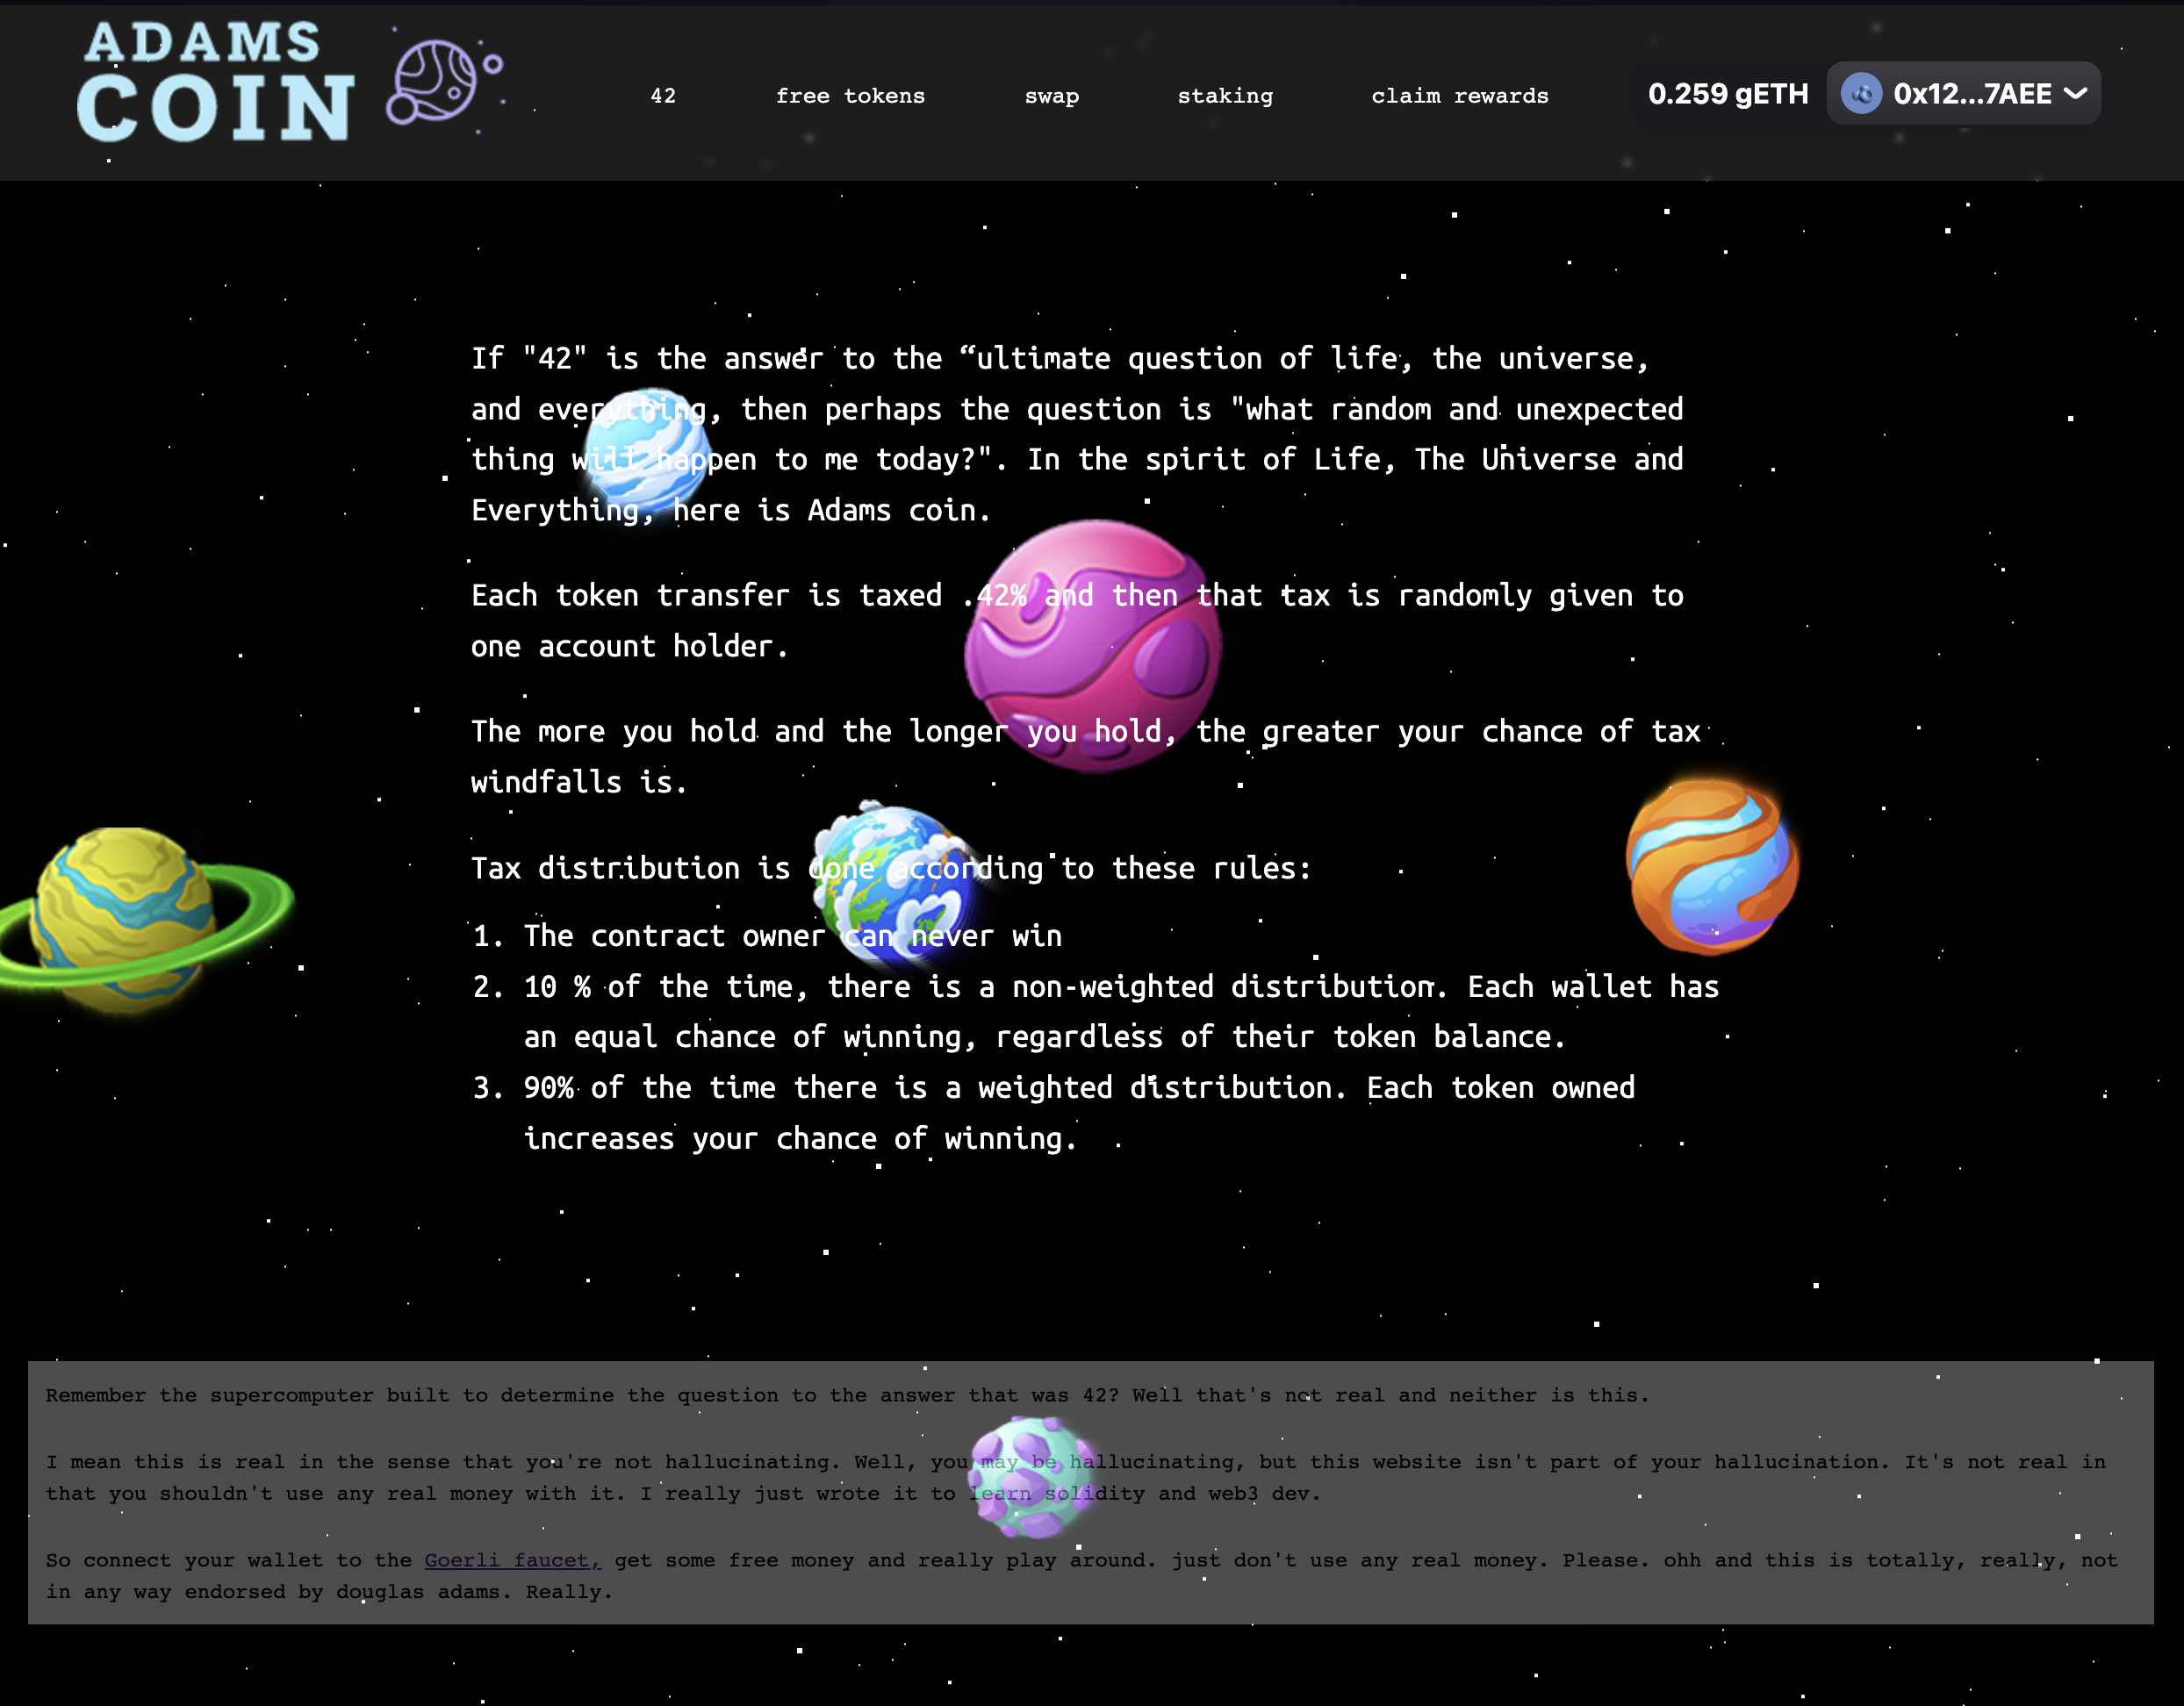 ADAMS
COIN
42
free tokens
swap
staking
claim rewards
0.259 gETH
0x12...7AEE
If "42" is the answer to the “ultimate question of life, the universe,
and everything, then perhaps the question is "what random and unexpected
thing will happen to me today?". In the spirit of Life, The Universe and
Everything, here is Adams coin.
Each token transfer is taxed .42% and then that tax is randomly given to
one account holder.
The more you hold and the longer you hold, the greater your chance of tax
windfalls is.
Tax distribution is done according to these rules:
1. The contract owner can never win
2. 10 % of the time, there is a non-weighted distribution. Each wallet has
an equal chance of winning, regardless of their token balance.
3. 90% of the time there is a weighted distribution. Each token owned
increases your chance of winning.
Remember the supercomputer built to determine the question to the answer that was 42? Well that's not real and neither is this.
I mean this is real in the sense that you're not hallucinating. Well, you may be hallucinating, but this website isn't part of your hallucination. It's not real in
that you shouldn't use any real money with it. I really just wrote it to learn solidity and web3 dev.
So connect your wallet to the Goerli faucet, get some free money and really play around. just don't use any real money. Please. ohh and this is totally, really, not
in any way endorsed by douglas adams. Really.